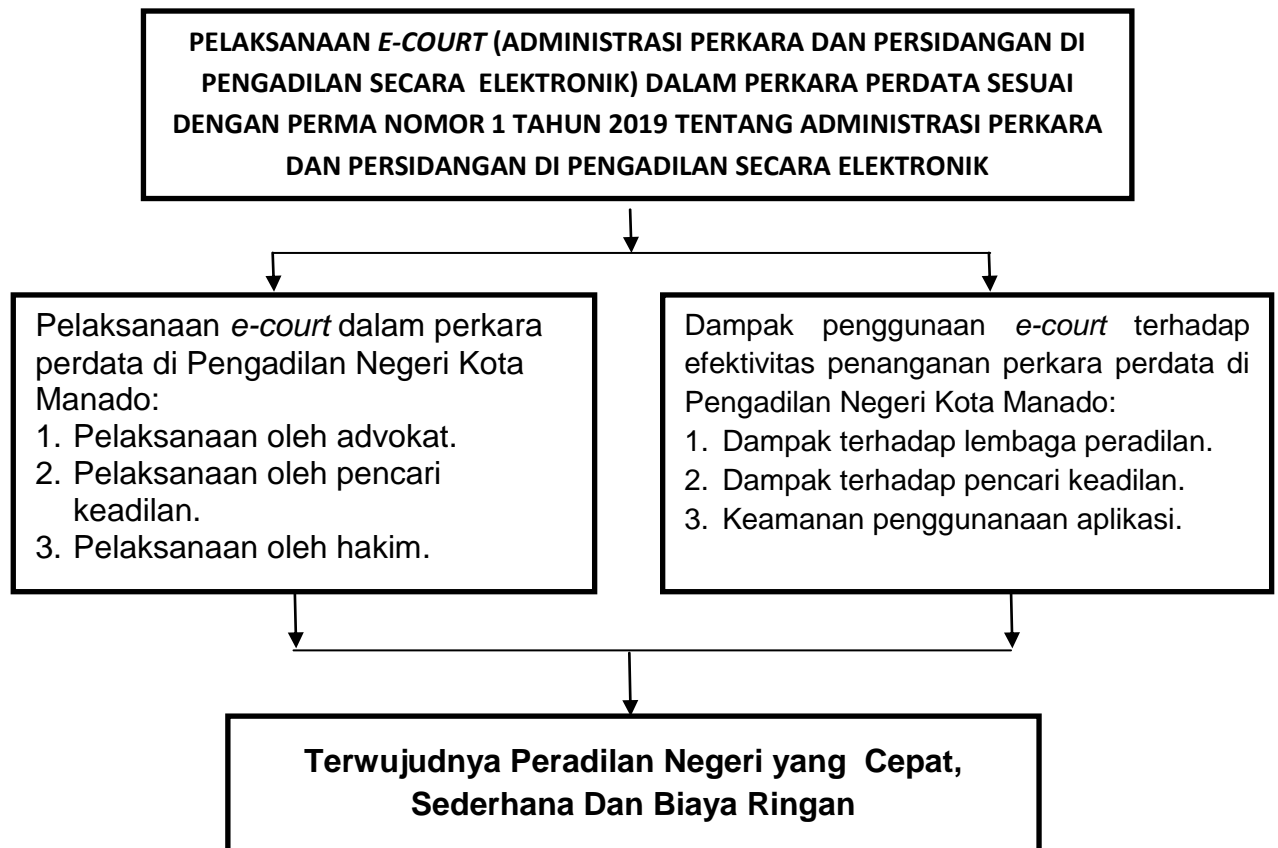 PELAKSANAAN E-COURT (ADMINISTRASI PERKARA DAN PERSIDANGAN DI
PENGADILAN SECARA ELEKTRONIK) DALAM PERKARA PERDATA SESUAI
DENGAN PERMA NOMOR 1 TAHUN 2019 TENTANG ADMINISTRASI PERKARA
DAN PERSIDANGAN DI PENGADILAN SECARA ELEKTRONIK
Pelaksanaan e-court dalam perkara
perdata di Pengadilan Negeri Kota
Manado:
1. Pelaksanaan oleh advokat.
2. Pelaksanaan oleh pencari
keadilan.
3. Pelaksanaan oleh hakim.
Dampak penggunaan e-court terhadap
efektivitas penanganan perkara perdata di
Pengadilan Negeri Kota Manado:
1. Dampak terhadap lembaga peradilan.
2. Dampak terhadap pencari keadilan.
3. Keamanan penggunanaan aplikasi.
Terwujudnya Peradilan Negeri yang Cepat,
Sederhana Dan Biaya Ringan